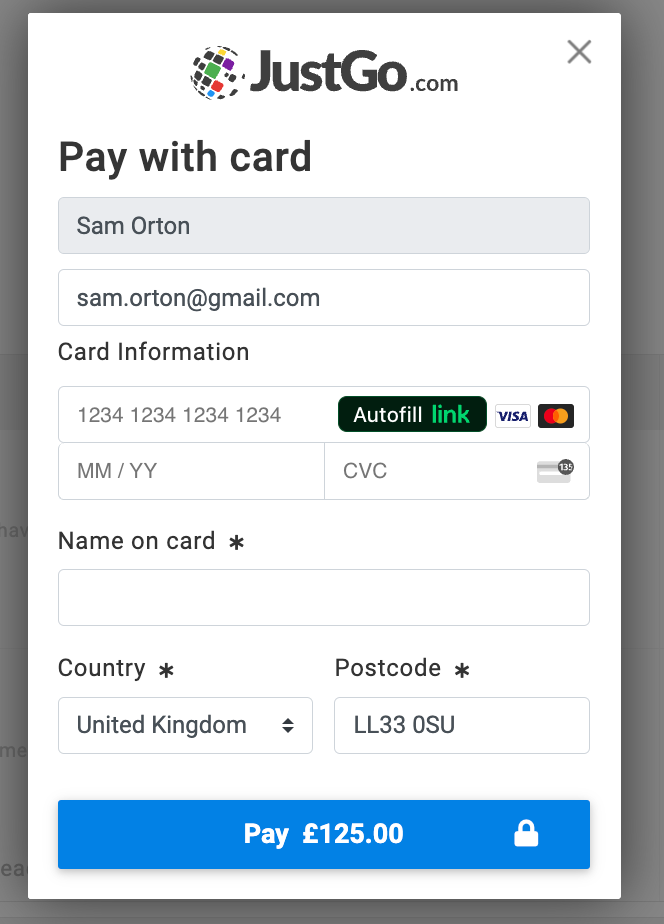 JustGo.com
Pay with card
Sam Orton
sam.orton@gmail.com
Card Information
1234 1234 1234 1234 Autofill link VISA
MM / YY CVC 135
Name on card *
Country * Postcode *
United Kingdom LL33 0SU
Pay £125.00